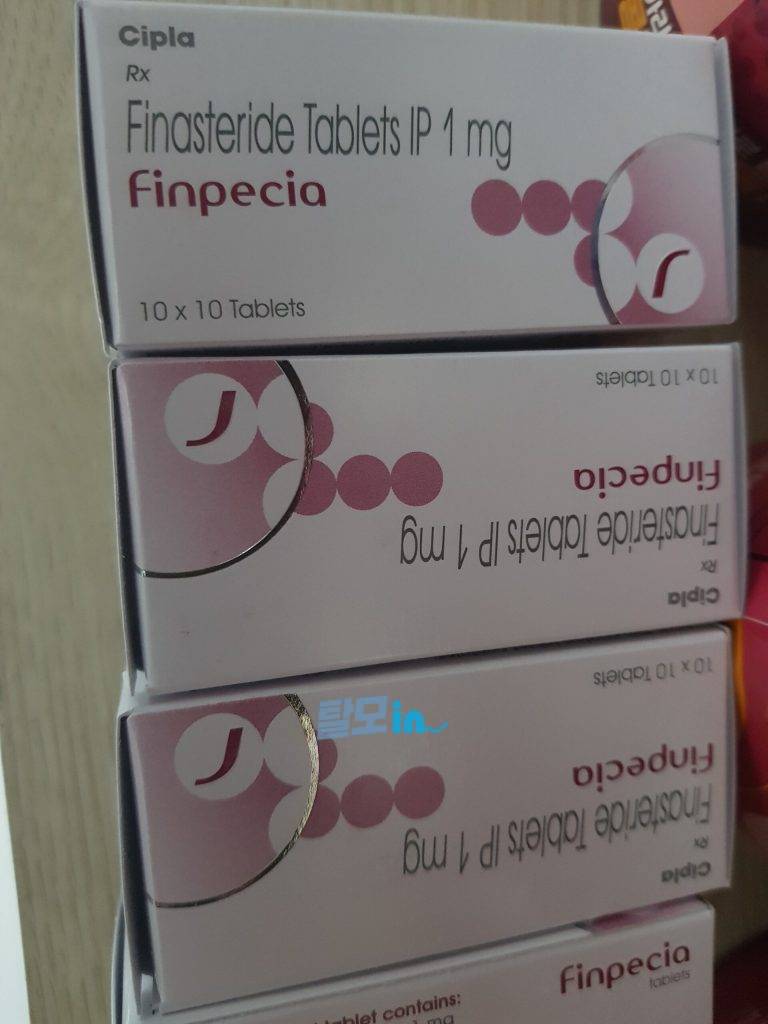 Cipla
Rx
Finasteride Tablets IP 1 mg
Finpecia
10 x 10 Tablets
10 x 10 Tablets
Finpecia
Finasteride Tablets IP 1 mg
Rx
Cipla
탈모in
10 x 10 Tablets
Finpecia
Finasteride Tablets IP 1 mg
Rx
Cipla
Finpecia
tablets
tablet contains:
mg